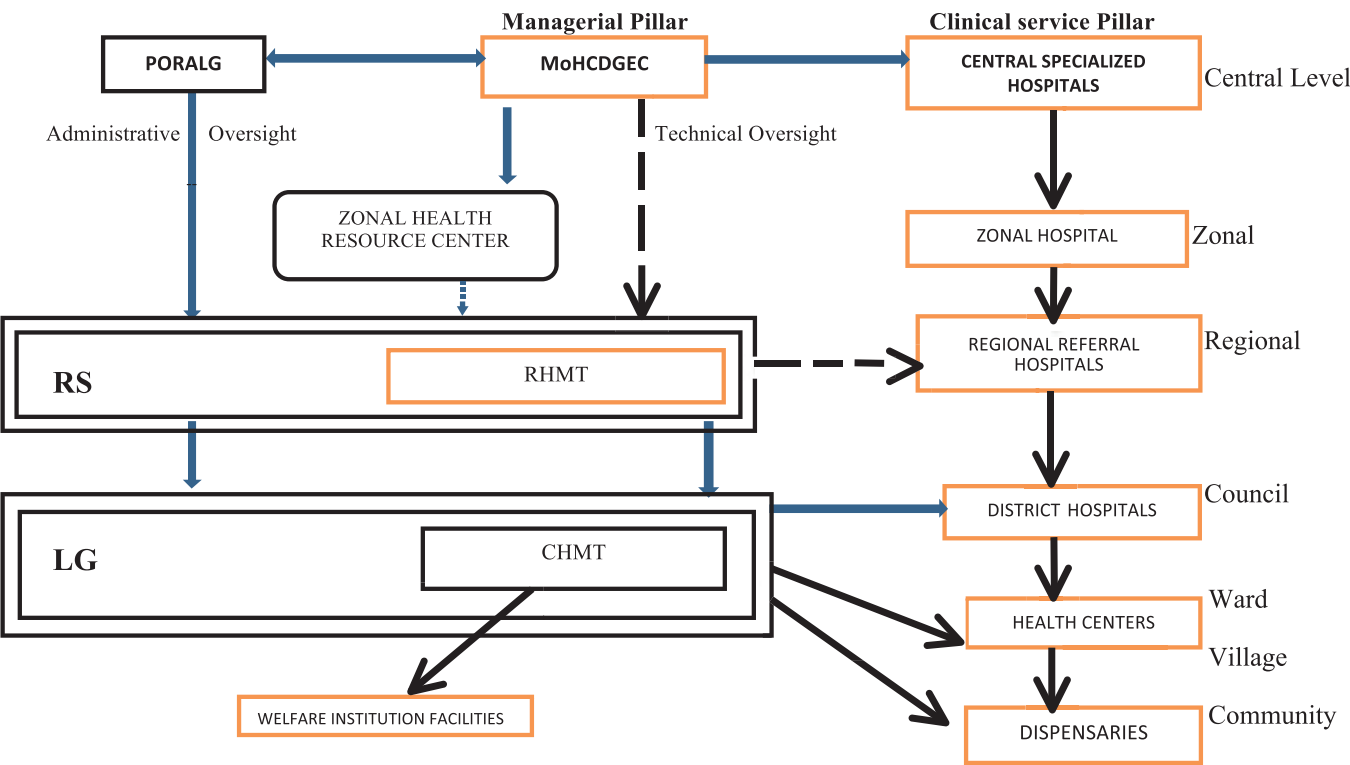 Managerial Pillar
Clinical service Pillar
PORALG
MoHCDGEC
CENTRAL SPECIALIZED
HOSPITALS
Central Level
Administrative Oversight
Technical Oversight
ZONAL HEALTH
RESOURCE CENTER
ZONAL HOSPITAL
Zonal
RS
RHMT
REGIONAL REFERRAL
HOSPITALS
Regional
LG
CHMT
DISTRICT HOSPITALS
Council
HEALTH CENTERS
Ward
Village
WELFARE INSTITUTION FACILITIES
DISPENSARIES
Community